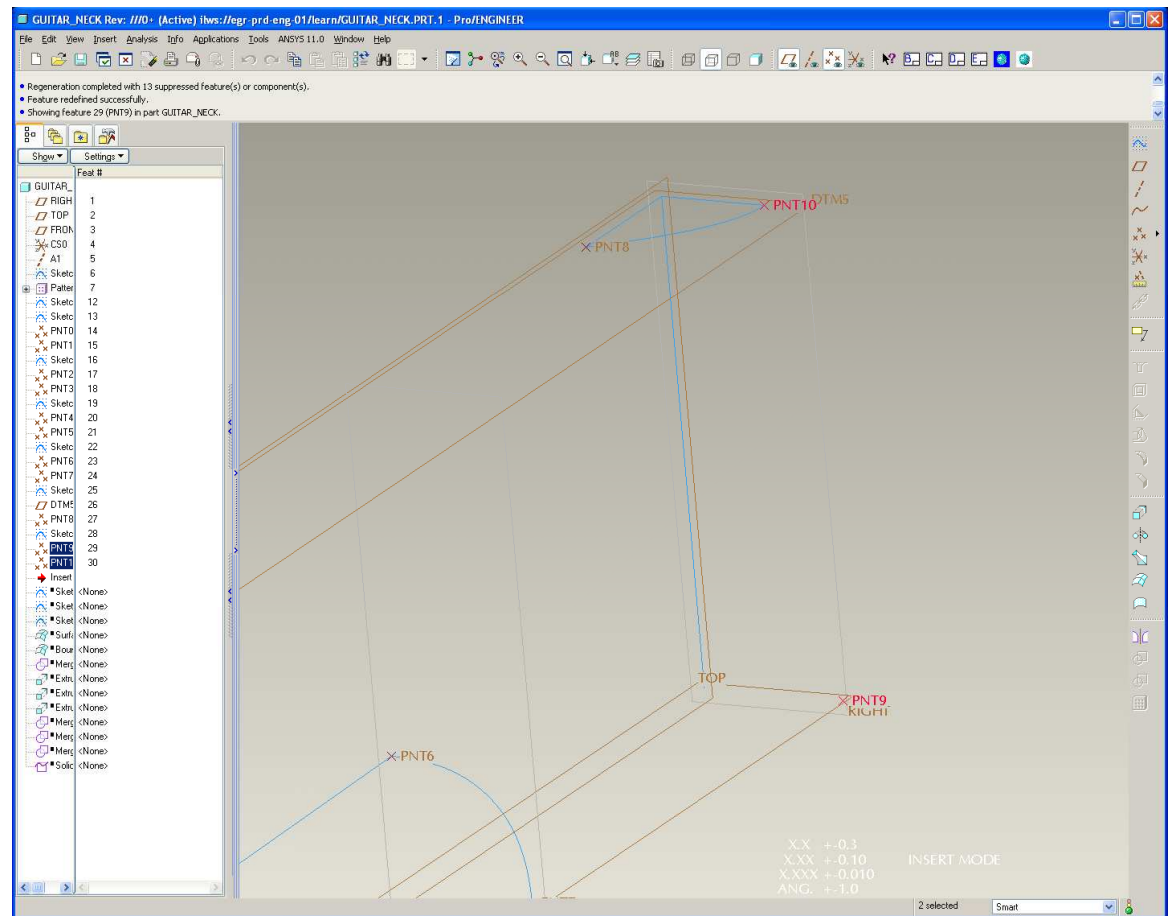 GUITAR_NECK Rev: ///0+ (Active) ilws://egr-prd-eng-01/learn/GUITAR_NECK.PRT.1 - Pro/ENGINEER
File Edit View Insert Analysis Info Applications Tools ANSYS 11.0 Window Help
• Regeneration completed with 13 suppressed feature(s) or component(s).
• Feature redefined successfully.
• Showing feature 29 (PNT9) in part GUITAR_NECK.
Show Settings
Feat #
GUITAR_
RIGH 1
TOP 2
FRON 3
CS0 4
A1 5
Sketc 6
Patter 7
Sketc 12
Sketc 13
PNT0 14
PNT1 15
Sketc 16
PNT2 17
PNT3 18
Sketc 19
PNT4 20
PNT5 21
Sketc 22
PNT6 23
PNT7 24
Sketc 25
DTM5 26
PNT8 27
Sketc 28
PNT9 29
PNT1 30
Insert
Sket <None>
Sket <None>
Sket <None>
Surfa <None>
Bour <None>
Merg <None>
Extru <None>
Extru <None>
Extru <None>
Merg <None>
Merg <None>
Merg <None>
Solid <None>
PNT10 DTM5
PNT8
TOP
PNT9
RIGHT
PNT6
X.X +-0.3
X.XX +-0.10 INSERT MODE
X.XXX +-0.010
ANG. +-1.0
2 selected Smart